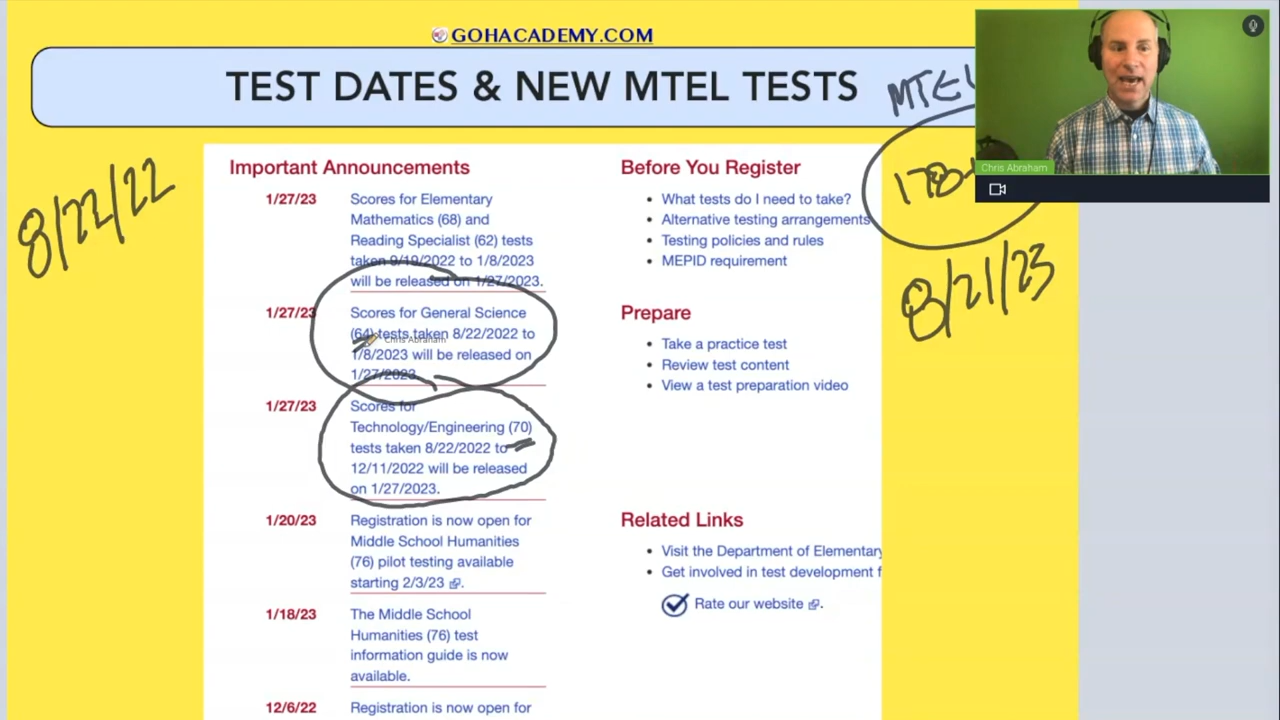 GOHACADEMY.COM
TEST DATES & NEW MTEL TESTS
MTEL
Chris Abraham
8/22/22
178
8/21/23
Important Announcements
1/27/23
Scores for Elementary
Mathematics (68) and
Reading Specialist (62) tests
taken 9/19/2022 to 1/8/2023
will be released on 1/27/2023.
1/27/23
Scores for General Science
(64) tests taken 8/22/2022 to
Chris Abraham
1/8/2023 will be released on
1/27/2023.
1/27/23
Scores for
Technology/Engineering (70)
tests taken 8/22/2022 to
12/11/2022 will be released
on 1/27/2023.
1/20/23
Registration is now open for
Middle School Humanities
(76) pilot testing available
starting 2/3/23
1/18/23
The Middle School
Humanities (76) test
information guide is now
available.
12/6/22
Registration is now open for
Before You Register
• What tests do I need to take?
• Alternative testing arrangements
• Testing policies and rules
• MEPID requirement
Prepare
• Take a practice test
• Review test content
• View a test preparation video
Related Links
• Visit the Department of Elementary
• Get involved in test development f
Rate our website